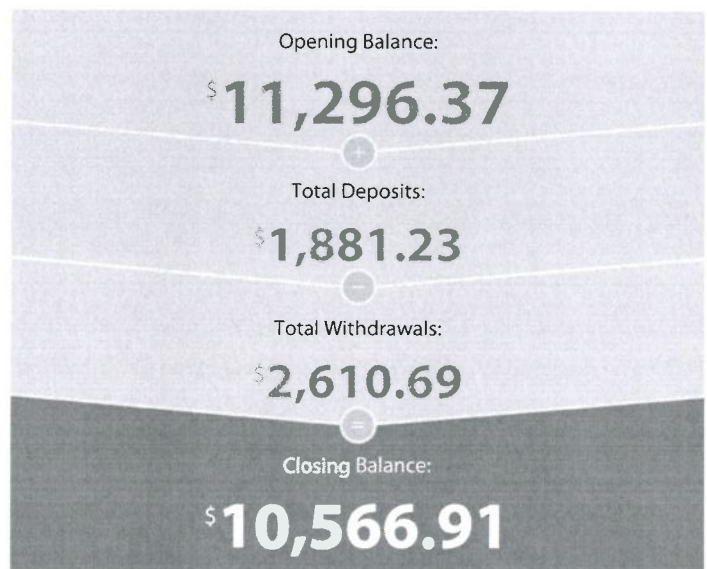 Opening Balance:
$11,296.37
+
Total Deposits:
$1,881.23
−
Total Withdrawals:
$2,610.69
=
Closing Balance:
$10,566.91